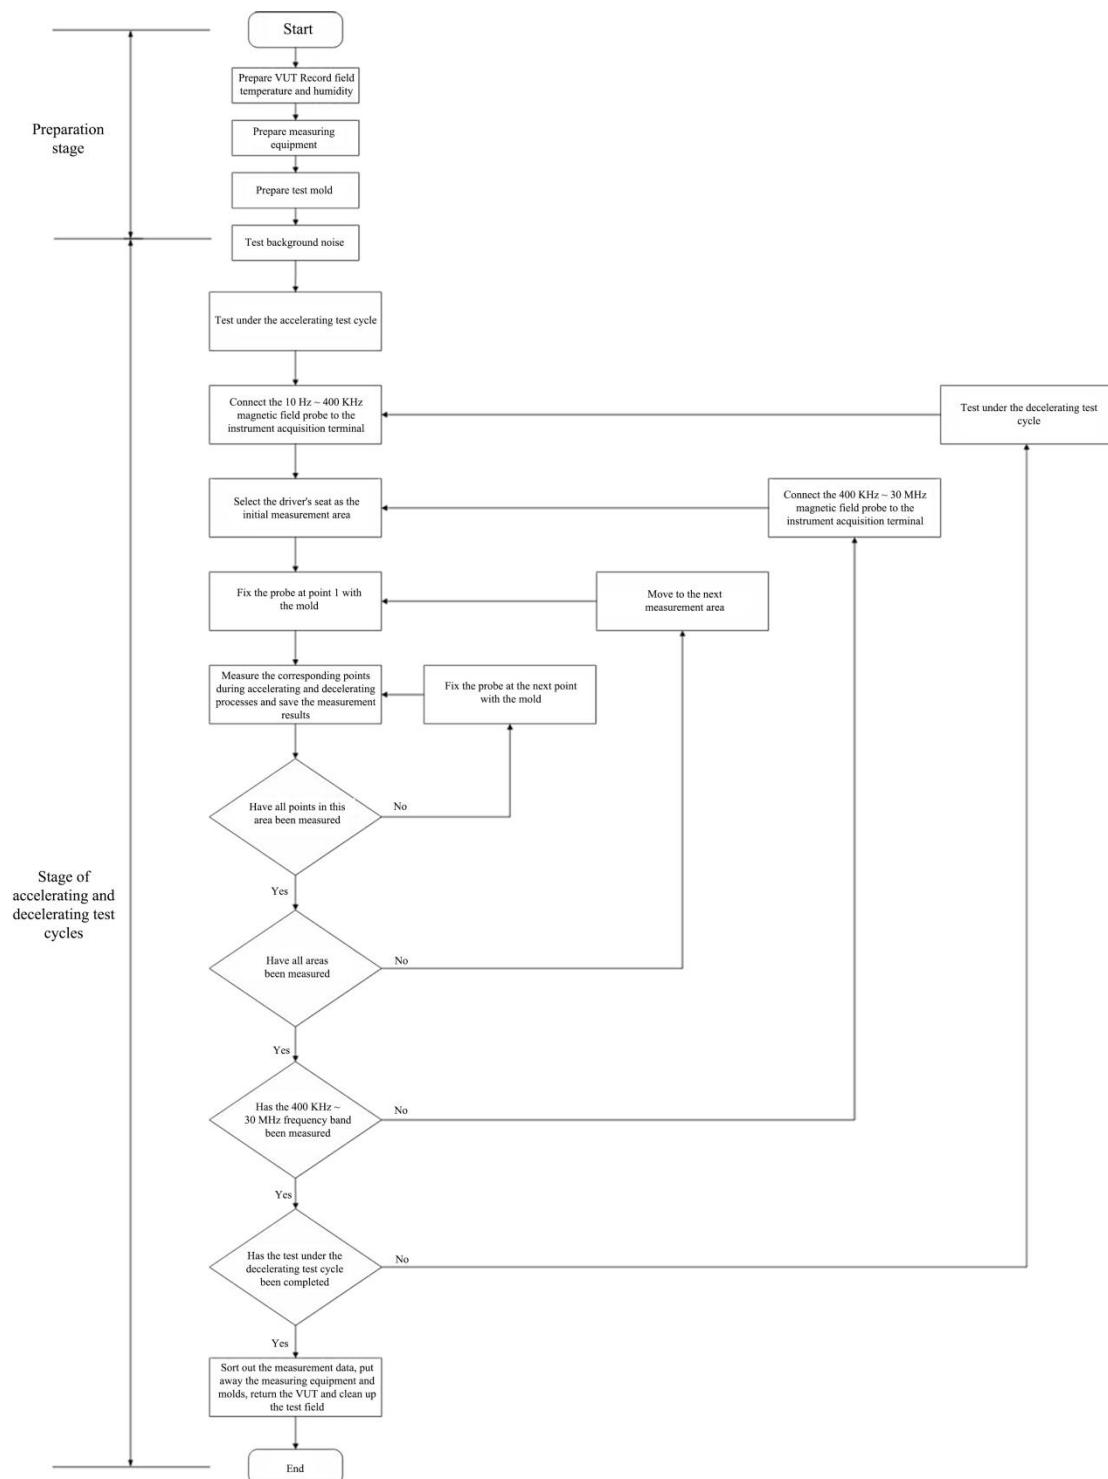 Start
Prepare VUT Record field
temperature and humidity
Preparation
stage
Prepare measuring
equipment
Prepare test mold
Test background noise
Test under the accelerating test cycle
Connect the 10 Hz ~ 400 KHz
magnetic field probe to the
instrument acquisition terminal
Test under the decelerating test
cycle
Select the driver's seat as the
initial measurement area
Connect the 400 KHz ~ 30 MHz
magnetic field probe to the
instrument acquisition terminal
Fix the probe at point 1 with
the mold
Move to the next
measurement area
Measure the corresponding points
during accelerating and decelerating
processes and save the measurement
results
Fix the probe at the next point
with the mold
Have all points in this
area been measured
No
Yes
Stage of
accelerating and
decelerating test
cycles
Have all areas
been measured
No
Yes
Has the 400 KHz ~
30 MHz frequency band
been measured
No
Yes
Has the test under the
decelerating test cycle
been completed
No
Yes
Sort out the measurement data, put
away the measuring equipment and
molds, return the VUT and clean up
the test field
End